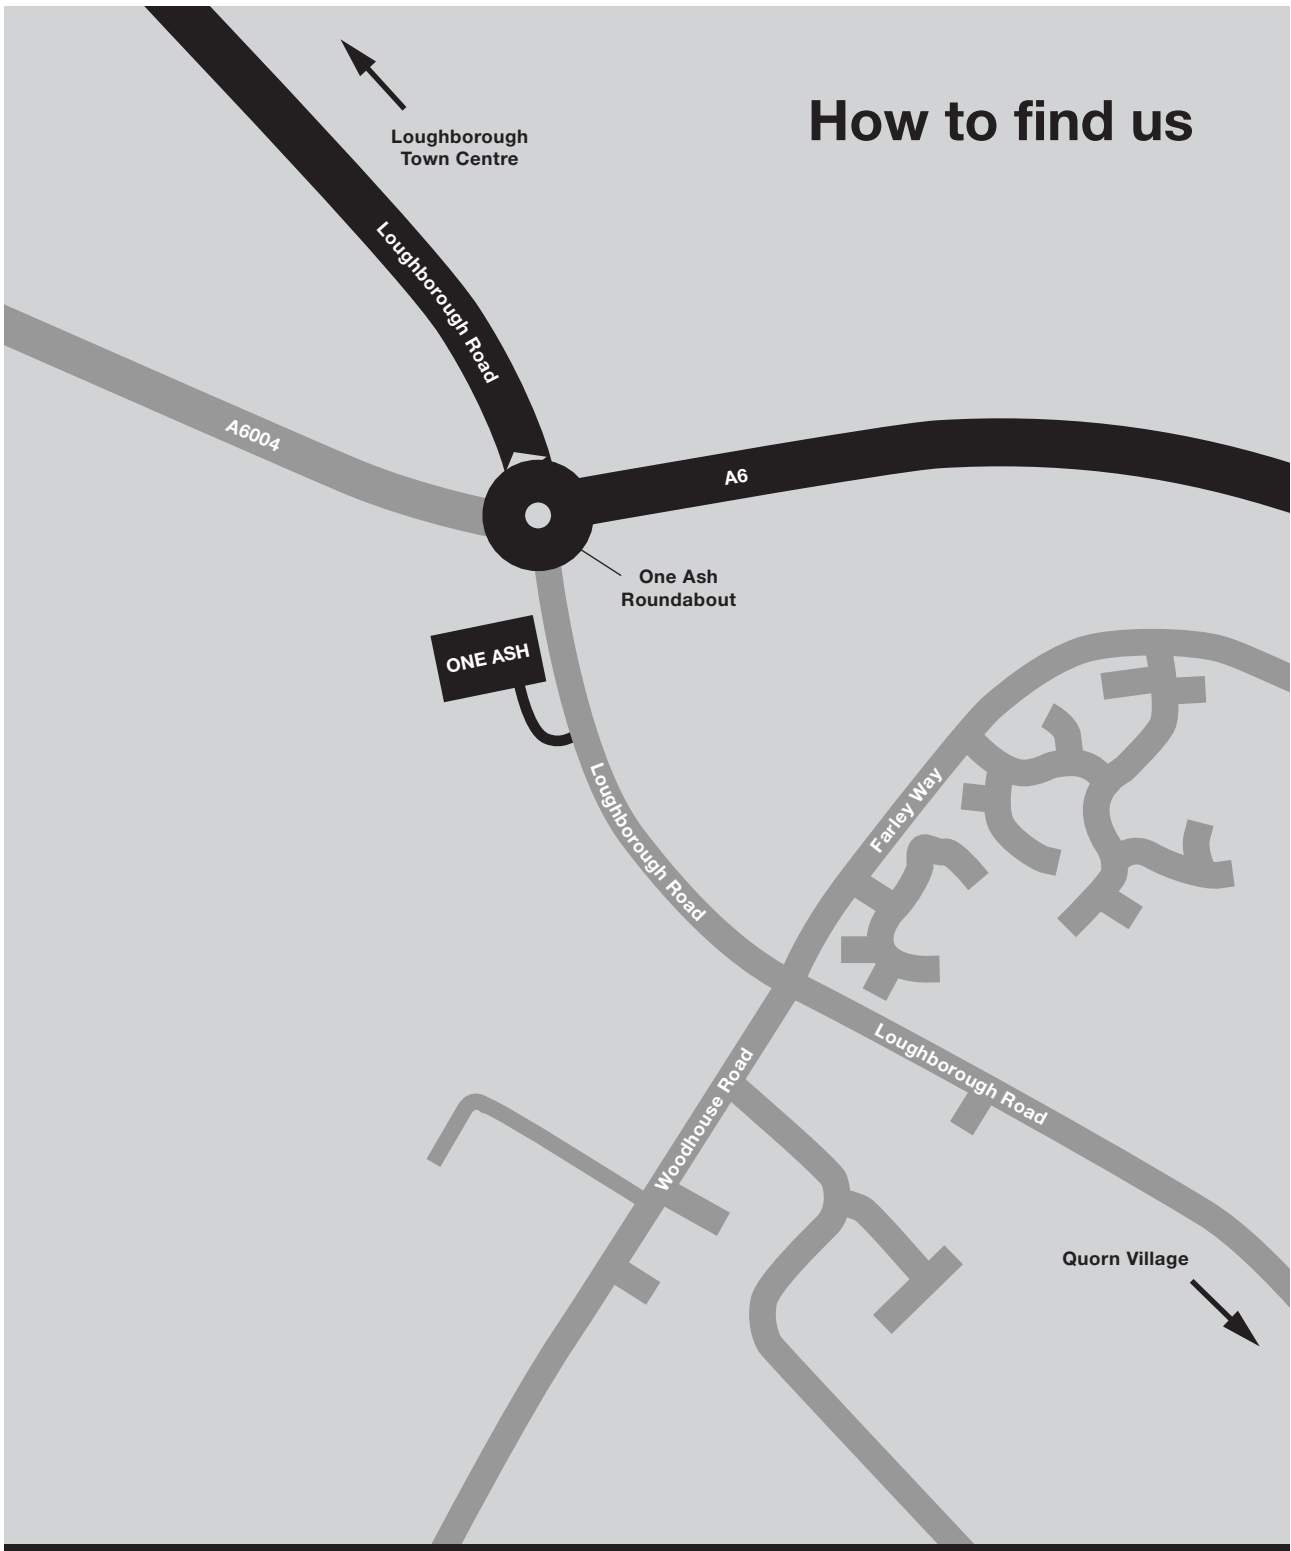 How to find us
Loughborough
Town Centre
Loughborough Road
A6004
A6
One Ash
Roundabout
ONE ASH
Loughborough Road
Farley Way
Loughborough Road
Woodhouse Road
Quorn Village